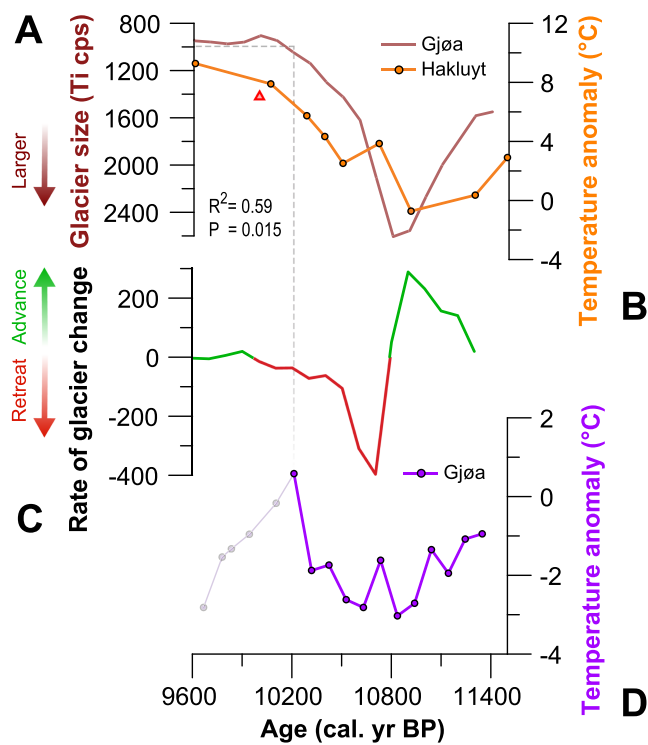 A
800
1200
1600
2000
2400
Glacier size (Ti cps)
Larger
Gjøa
Hakluyt
R2= 0.59
P = 0.015
12
8
4
0
-4
Temperature anomaly (°C)
B
Advance
Retreat
Rate of glacier change
200
0
-200
-400
C
Gjøa
2
0
-2
-4
Temperature anomaly (°C)
D
9600
10200
10800
11400
Age (cal. yr BP)